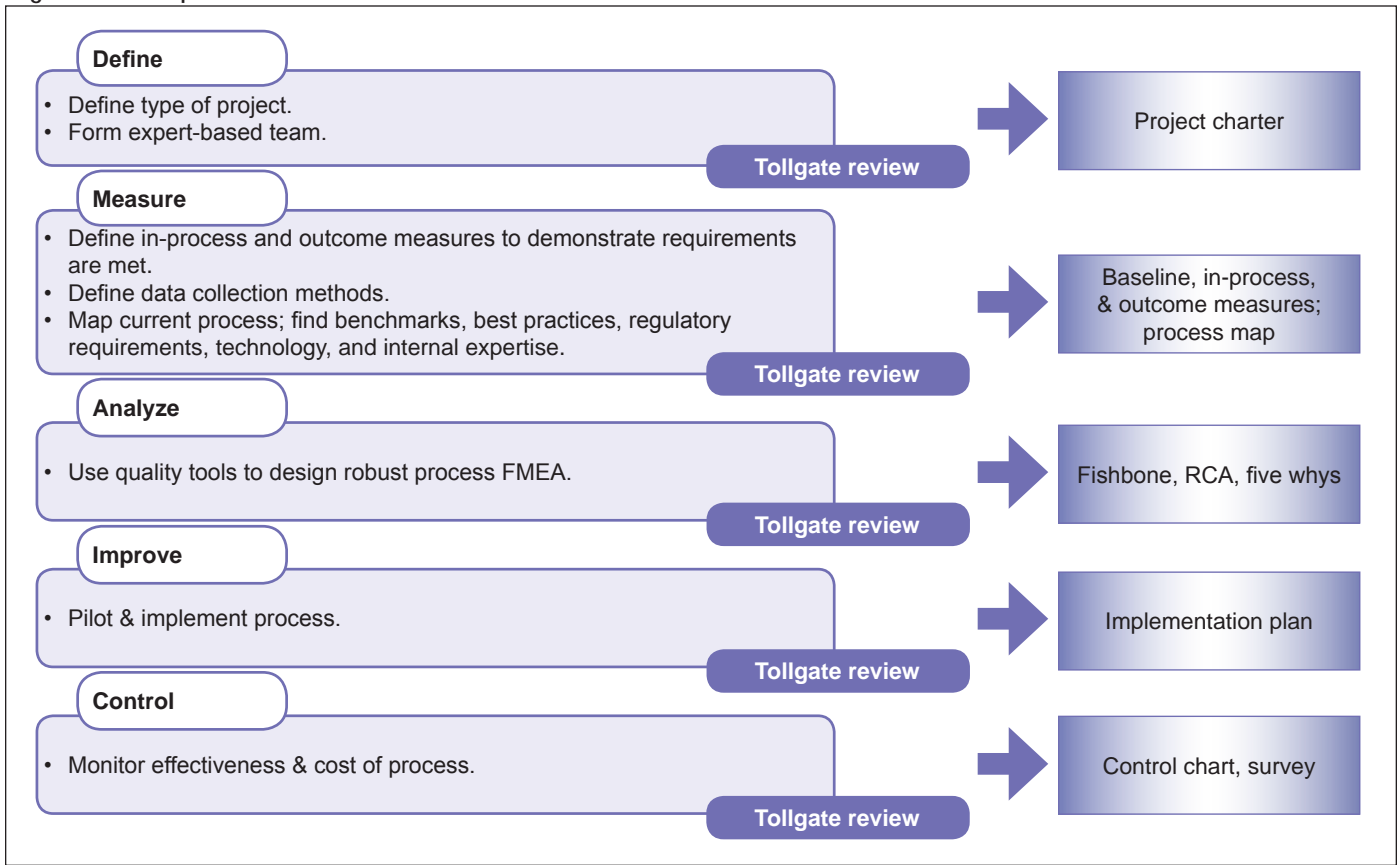 Define
• Define type of project.
• Form expert-based team.
Tollgate review
Project charter
Measure
• Define in-process and outcome measures to demonstrate requirements
are met.
• Define data collection methods.
• Map current process; find benchmarks, best practices, regulatory
requirements, technology, and internal expertise.
Tollgate review
Baseline, in-process,
& outcome measures;
process map
Analyze
• Use quality tools to design robust process FMEA.
Tollgate review
Fishbone, RCA, five whys
Improve
• Pilot & implement process.
Tollgate review
Implementation plan
Control
• Monitor effectiveness & cost of process.
Tollgate review
Control chart, survey